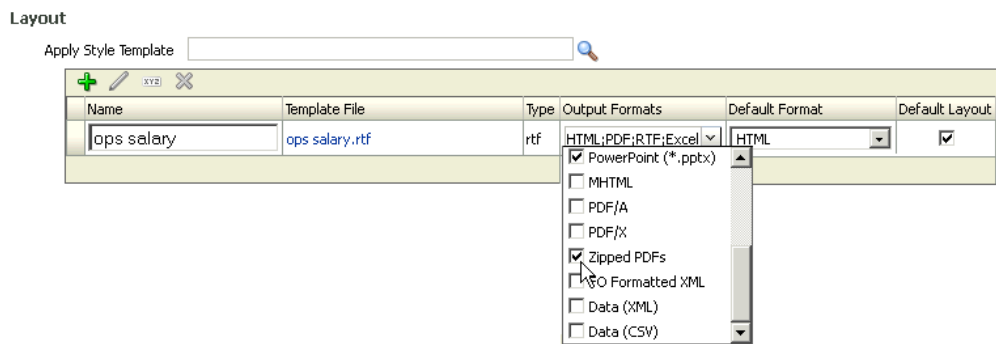 Layout
Apply Style Template
XYZ
Name Template File Type Output Formats Default Format Default Layout
ops salary ops salary.rtf rtf HTML;PDF;RTF;Excel HTML
PowerPoint (*.pptx)
MHTML
PDF/A
PDF/X
Zipped PDFs
FO Formatted XML
Data (XML)
Data (CSV)